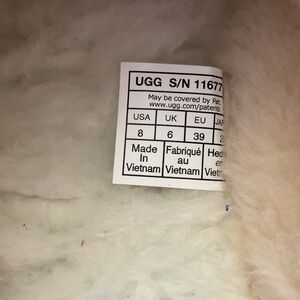 UGG S/N 11677
May be covered by Pat:
www.ugg.com/patents
USA UK EU
8 6 39 2
Made In Vietnam
Fabriqué au Vietnam